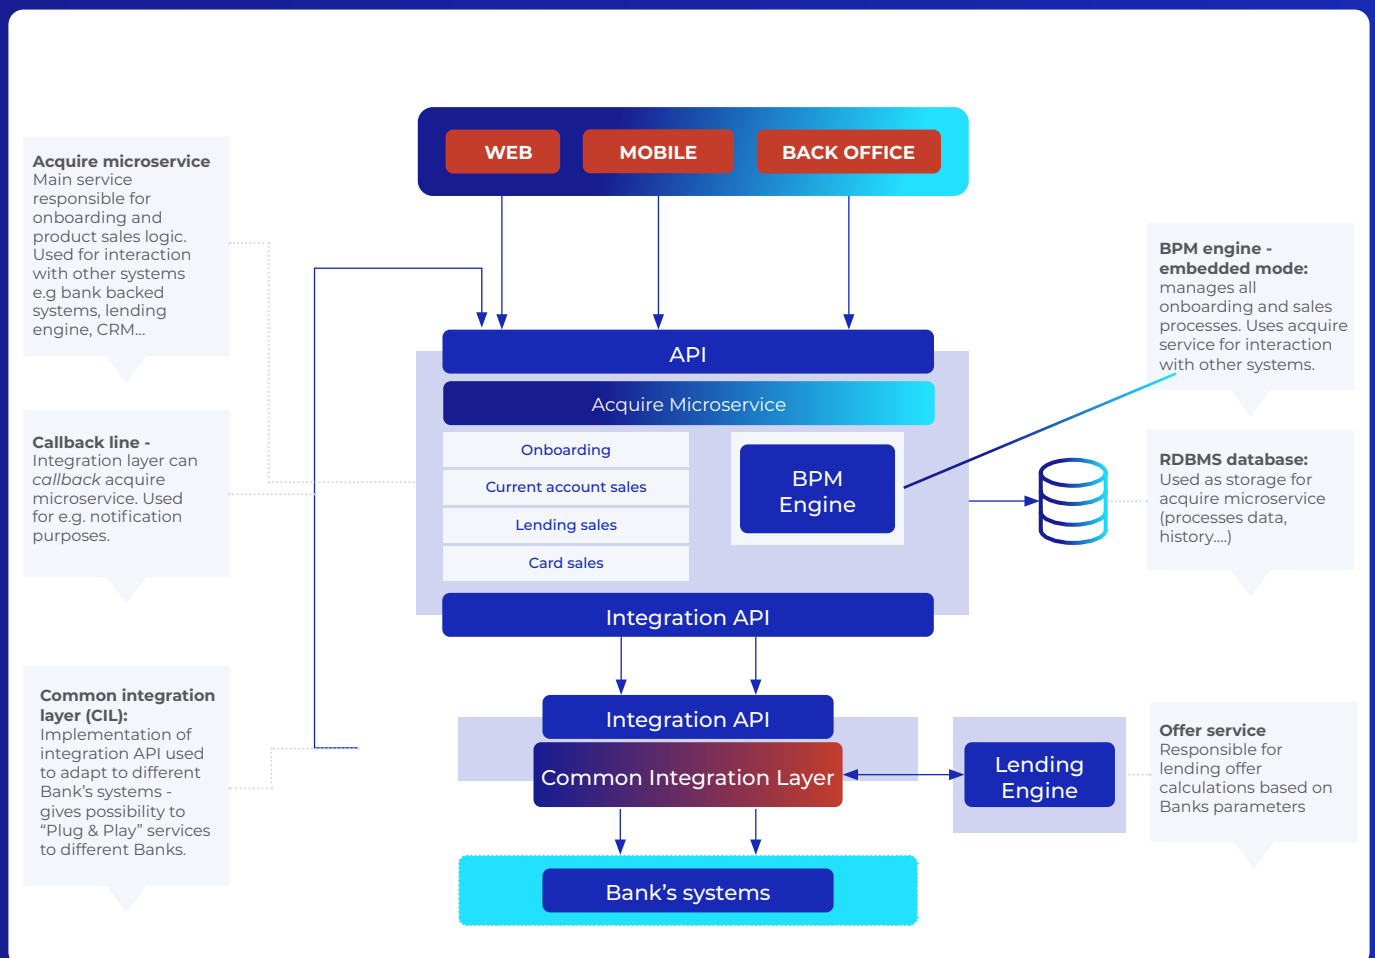 WEB
MOBILE
BACK OFFICE
Acquire microservice
Main service
responsible for
onboarding and
product sales logic.
Used for interaction
with other systems
e.g bank backed
systems, lending
engine, CRM...
Callback line -
Integration layer can
callback acquire
microservice. Used
for e.g. notification
purposes.
Common integration
layer (CIL):
Implementation of
integration API used
to adapt to different
Bank's systems -
gives possibility to
“Plug & Play” services
to different Banks.
API
Acquire Microservice
Onboarding
Current account sales
Lending sales
Card sales
BPM
Engine
Integration API
Integration API
Common Integration Layer
Lending
Engine
Bank's systems
BPM engine -
embedded mode:
manages all
onboarding and sales
processes. Uses acquire
service for interaction
with other systems.
RDBMS database:
Used as storage for
acquire microservice
(processes data,
history....)
Offer service
Responsible for
lending offer
calculations based on
Banks parameters